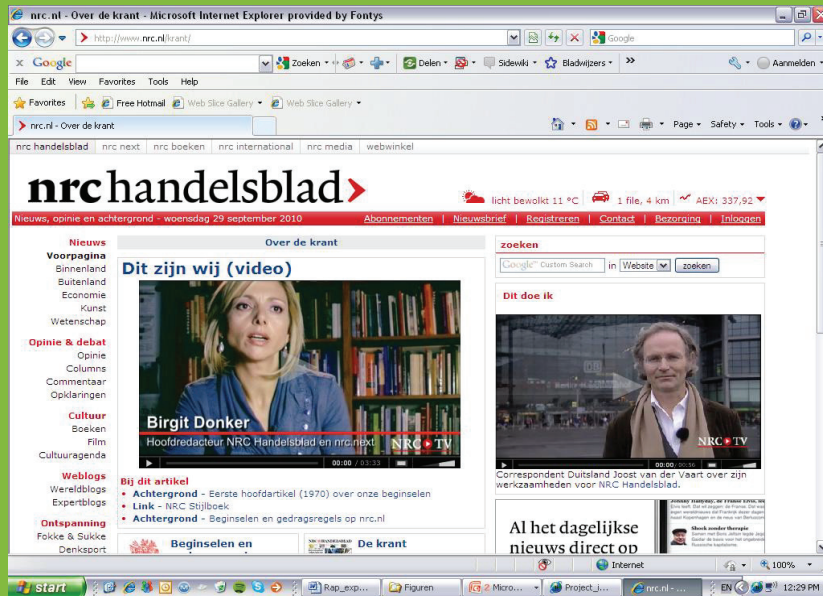 nrc.nl - Over de krant - Microsoft Internet Explorer provided by Fontys
http://www.nrc.nl/krant/
Google
Google Zoeken Delen Sidewiki Bladwijzers » Aanmelden
File Edit View Favorites Tools Help
Favorites Free Hotmail Web Slice Gallery Web Slice Gallery
nrc.nl - Over de krant Page Safety Tools
nrc handelsblad nrc next nrc boeken nrc international nrc media webwinkel
nrc handelsblad>
licht bewolkt 11 °C 1 file, 4 km AEX: 337,92
Nieuws, opinie en achtergrond - woensdag 29 september 2010 Abonnementen | Nieuwsbrief | Registreren | Contact | Bezorging | Inloggen
Nieuws
Voorpagina
Binnenland
Buitenland
Economie
Kunst
Wetenschap
Opinie & debat
Opinie
Columns
Commentaar
Opklaringen
Cultuur
Boeken
Film
Cultuuragenda
Weblogs
Wereldblogs
Expertblogs
Ontspanning
Fokke & Sukke
Denksport
Over de krant
Dit zijn wij (video)
Birgit Donker
Hoofdredacteur NRC Handelsblad en nrc.next
NRC TV
00:00 / 03:33
Bij dit artikel
• Achtergrond - Eerste hoofdartikel (1970) over onze beginselen
• Link - NRC Stijlboek
• Achtergrond - Beginselen en gedragsregels op nrc.nl
Beginselen en
De krant
zoeken
Google™ Custom Search in Website zoeken
Dit doe ik
NRC TV
00:00 / 00:56
Correspondent Duitsland Joost van der Vaart over zijn
werkzaamheden voor NRC Handelsblad.
Al het dagelijkse
nieuws direct op
Shock zonder therapie
Internet 100%
start Rap_exp... Figuren 2 Micro... Project_i... nrc.nl - ... EN 12:29 PM